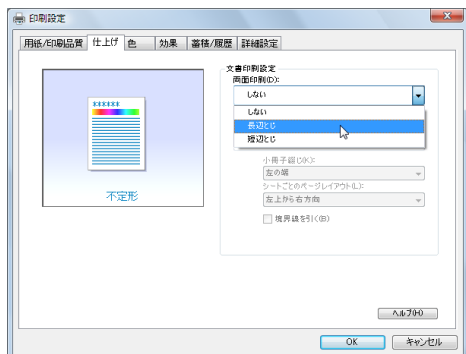 印刷設定
用紙/印刷品質 仕上げ 色 効果 蓄積/履歴 詳細設定
文書印刷設定
両面印刷(D):
しない
しない
長辺とじ
短辺とじ
小冊子綴じ(K):
左の端
シートごとのページレイアウト(L):
左上から右方向
境界線を引く(B)
******
不定形
ヘルプ(H)
OK キャンセル